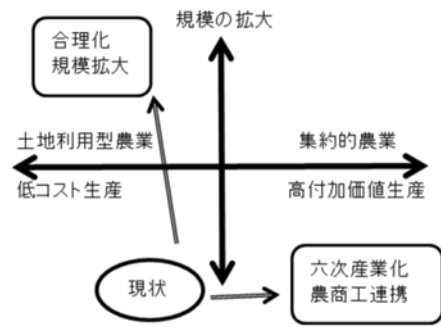 合理化
規模拡大
規模の拡大
土地利用型農業
集約的農業
低コスト生産
高付加価値生産
現状
六次産業化
農商工連携